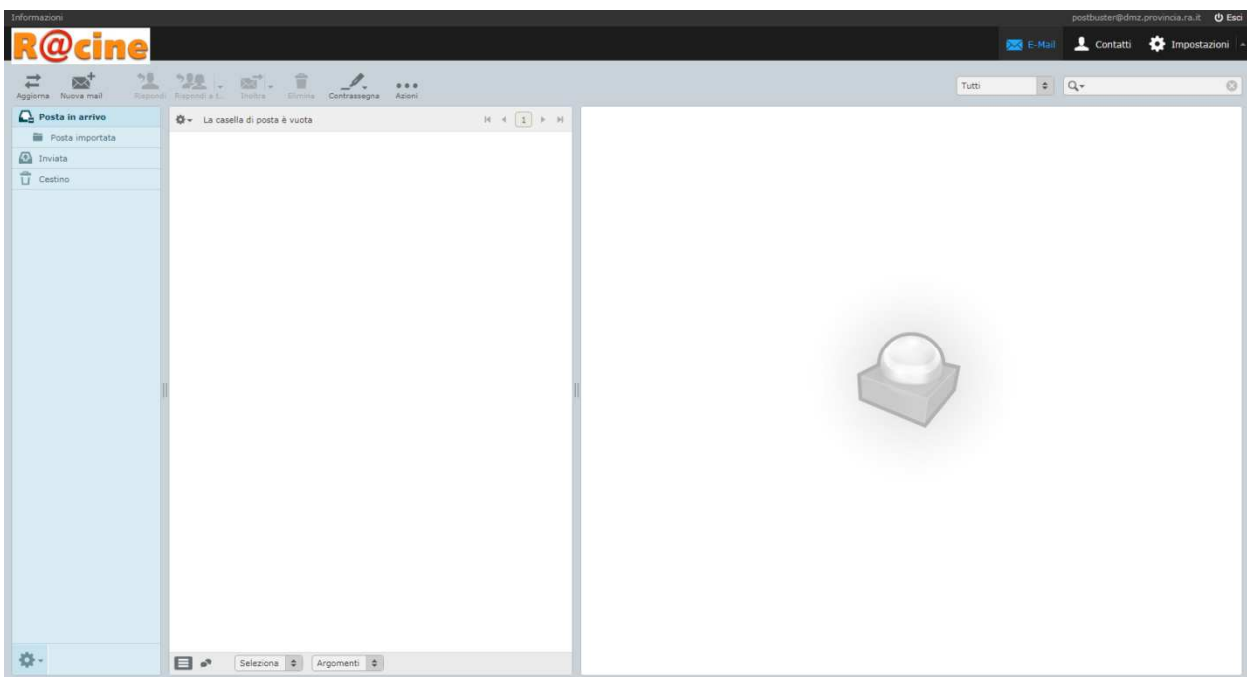 Informazioni
postbuster@dmz.provincia.ra.it Esci
R@cine
E-Mail Contatti Impostazioni
Aggiorna Nuova mail Rispondi Rispondi a t... Inoltra Elimina Contrassegna Azioni
Tutti
Posta in arrivo
Posta importata
Inviata
Cestino
La casella di posta è vuota 1
Seleziona Argomenti